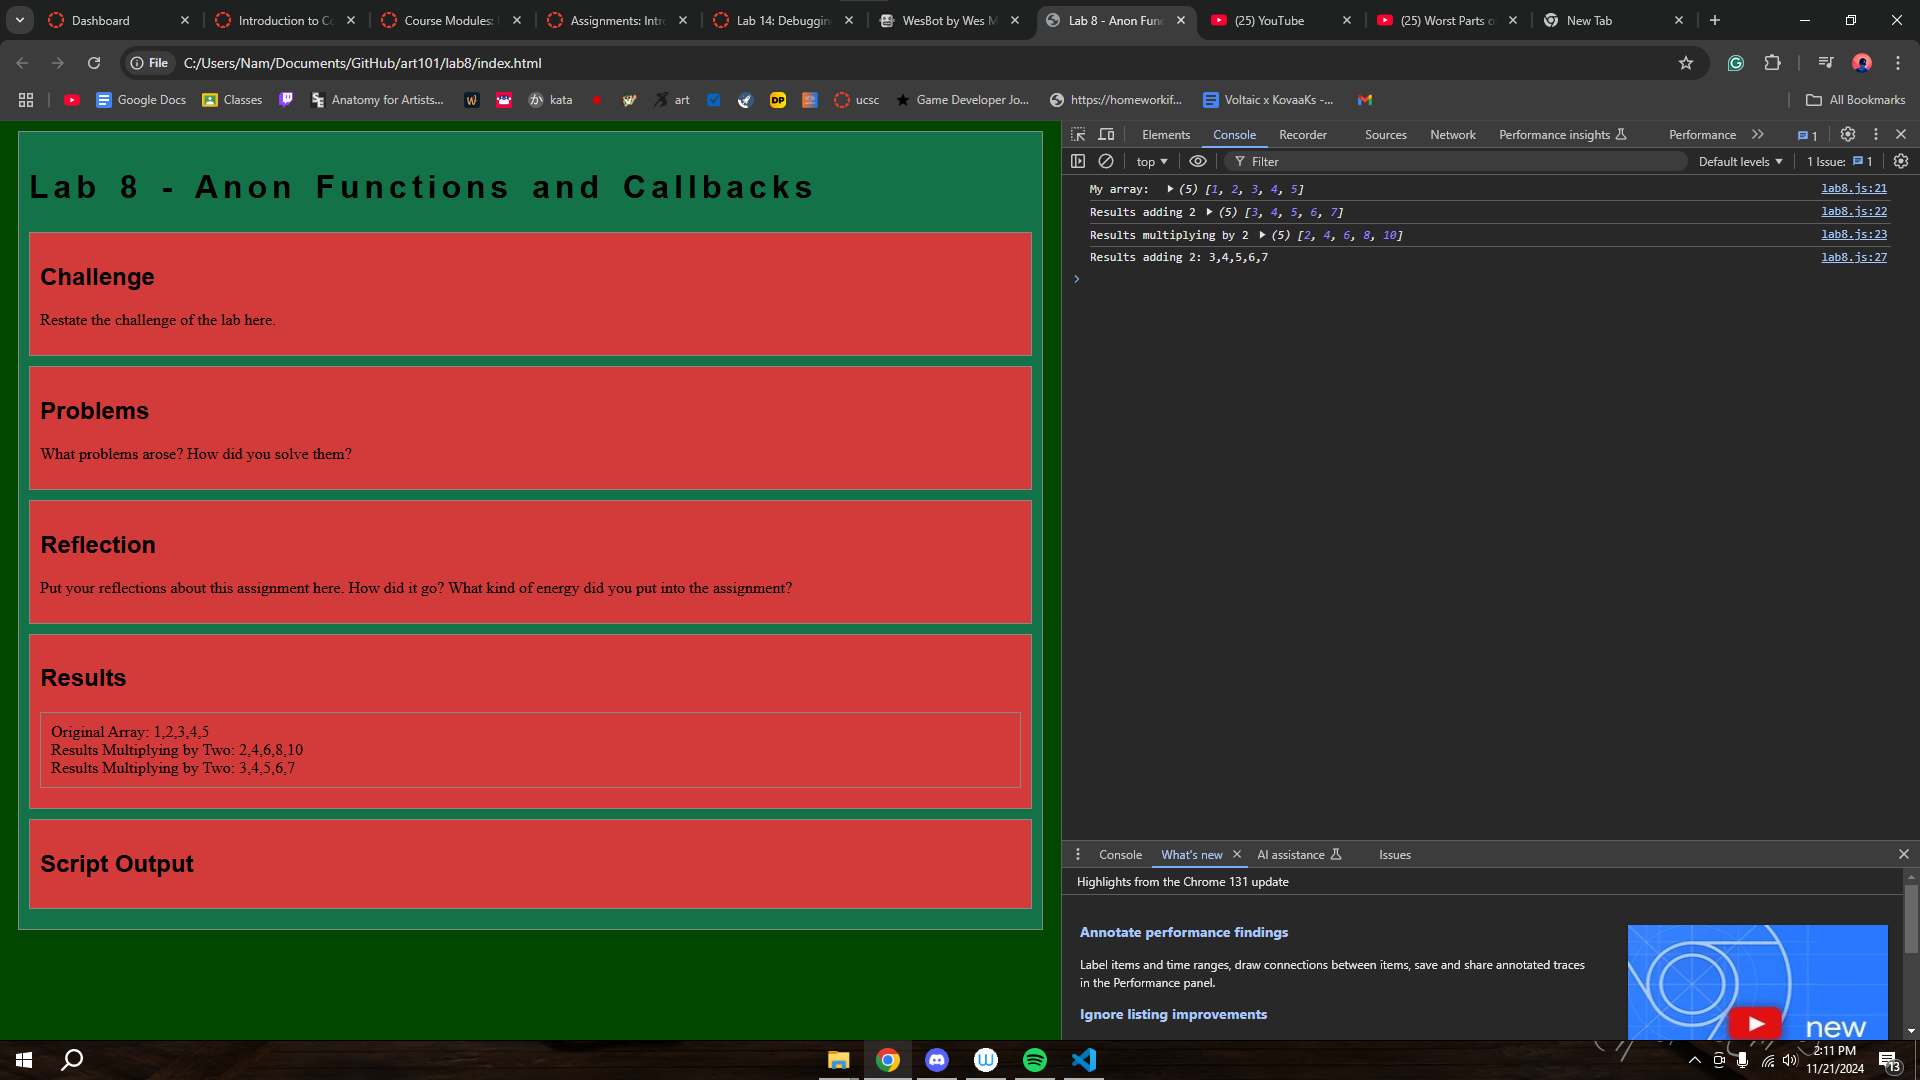 Dashboard
Introduction to Co
Course Modules:
Assignments: Intro
Lab 14: Debuggin
WesBot by Wes M
Lab 8 - Anon Func
(25) YouTube
(25) Worst Parts o
New Tab
File
C:/Users/Nam/Documents/GitHub/art101/lab8/index.html
Google Docs
Classes
Anatomy for Artists...
kata
art
DP
ucsc
Game Developer Jo...
https://homeworkif...
Voltaic x KovaaKs -...
All Bookmarks
Lab 8 - Anon Functions and Callbacks
Challenge
Restate the challenge of the lab here.
Problems
What problems arose? How did you solve them?
Reflection
Put your reflections about this assignment here. How did it go? What kind of energy did you put into the assignment?
Results
Original Array: 1,2,3,4,5
Results Multiplying by Two: 2,4,6,8,10
Results Multiplying by Two: 3,4,5,6,7
Script Output
Elements
Console
Recorder
Sources
Network
Performance insights
Performance
1
top
Filter
Default levels
1 Issue: 1
My array: (5) [1, 2, 3, 4, 5] lab8.js:21
Results adding 2 (5) [3, 4, 5, 6, 7] lab8.js:22
Results multiplying by 2 (5) [2, 4, 6, 8, 10] lab8.js:23
Results adding 2: 3,4,5,6,7 lab8.js:27
Console
What's new
AI assistance
Issues
Highlights from the Chrome 131 update
Annotate performance findings
Label items and time ranges, draw connections between items, save and share annotated traces
in the Performance panel.
Ignore listing improvements
new
2:11 PM
11/21/2024
13